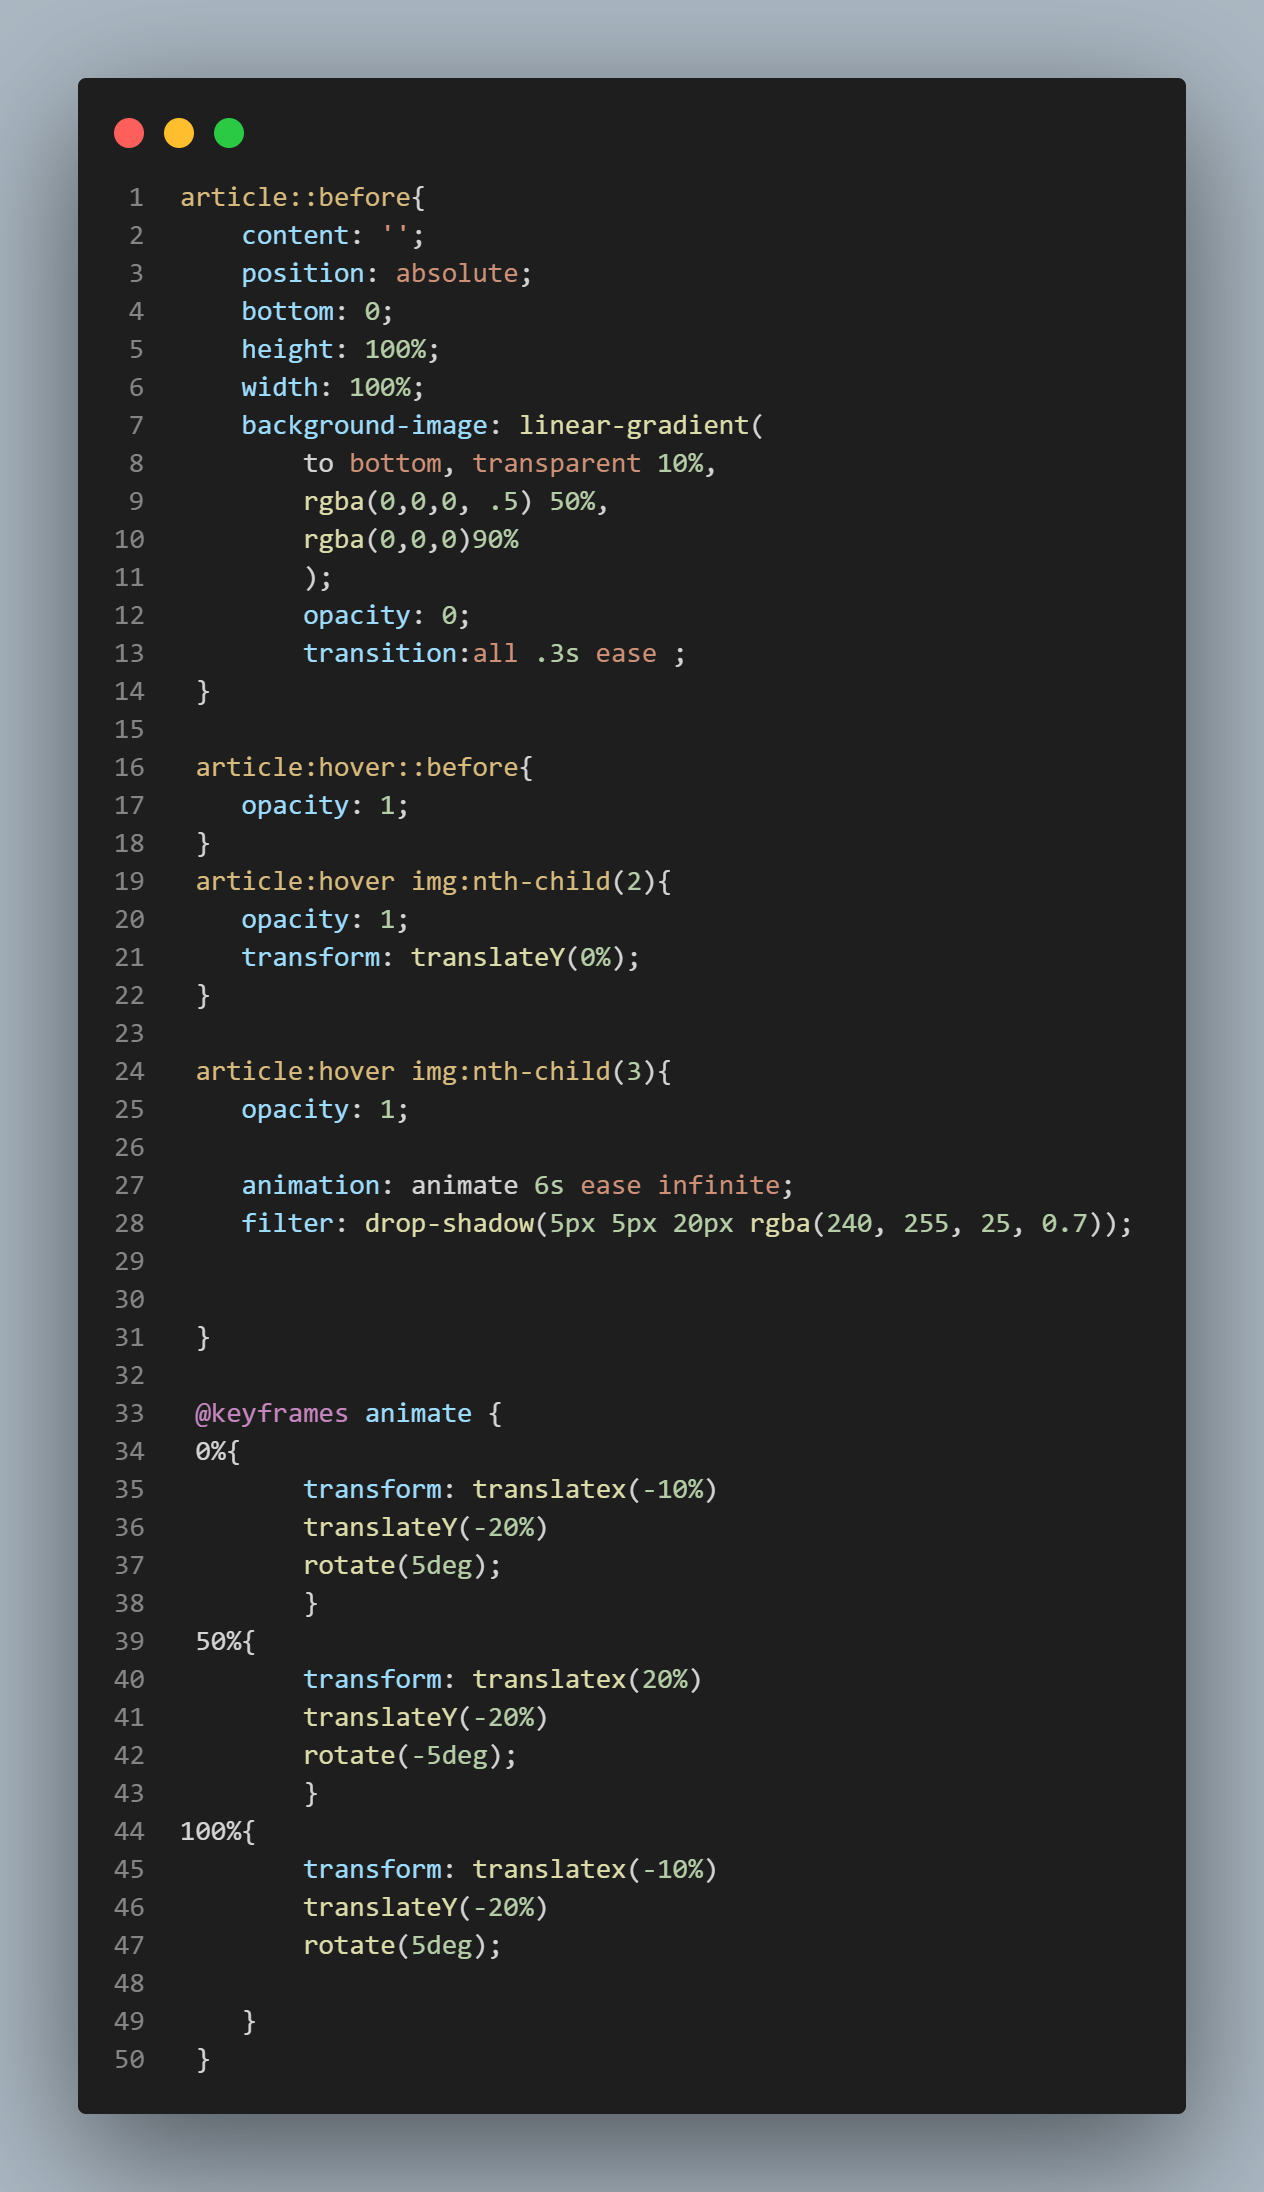 1 article::before{
2     content: '';
3     position: absolute;
4     bottom: 0;
5     height: 100%;
6     width: 100%;
7     background-image: linear-gradient(
8         to bottom, transparent 10%,
9         rgba(0,0,0, .5) 50%,
10         rgba(0,0,0)90%
11         );
12         opacity: 0;
13         transition:all .3s ease ;
14  }
15
16  article:hover::before{
17     opacity: 1;
18  }
19  article:hover img:nth-child(2){
20     opacity: 1;
21     transform: translateY(0%);
22  }
23
24  article:hover img:nth-child(3){
25     opacity: 1;
26
27     animation: animate 6s ease infinite;
28     filter: drop-shadow(5px 5px 20px rgba(240, 255, 25, 0.7));
29
30
31  }
32
33  @keyframes animate {
34  0%{
35         transform: translatex(-10%)
36         translateY(-20%)
37         rotate(5deg);
38         }
39  50%{
40         transform: translatex(20%)
41         translateY(-20%)
42         rotate(-5deg);
43         }
44 100%{
45         transform: translatex(-10%)
46         translateY(-20%)
47         rotate(5deg);
48
49     }
50  }